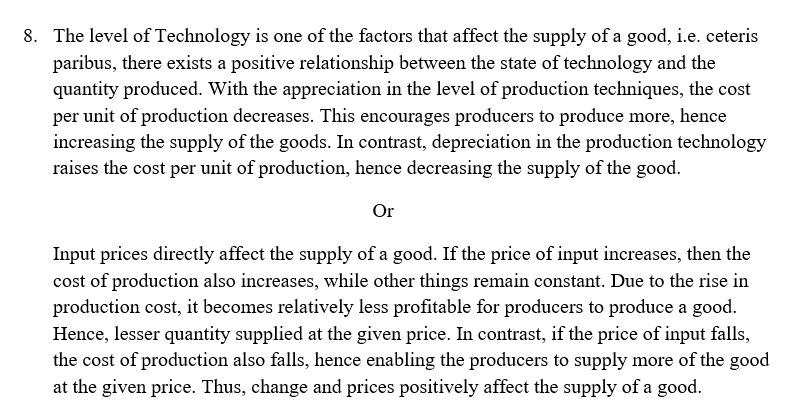 8. The level of Technology is one of the factors that affect the supply of a good, i.e. ceteris
paribus, there exists a positive relationship between the state of technology and the
quantity produced. With the appreciation in the level of production techniques, the cost
per unit of production decreases. This encourages producers to produce more, hence
increasing the supply of the goods. In contrast, depreciation in the production technology
raises the cost per unit of production, hence decreasing the supply of the good.
Or
Input prices directly affect the supply of a good. If the price of input increases, then the
cost of production also increases, while other things remain constant. Due to the rise in
production cost, it becomes relatively less profitable for producers to produce a good.
Hence, lesser quantity supplied at the given price. In contrast, if the price of input falls,
the cost of production also falls, hence enabling the producers to supply more of the good
at the given price. Thus, change and prices positively affect the supply of a good.